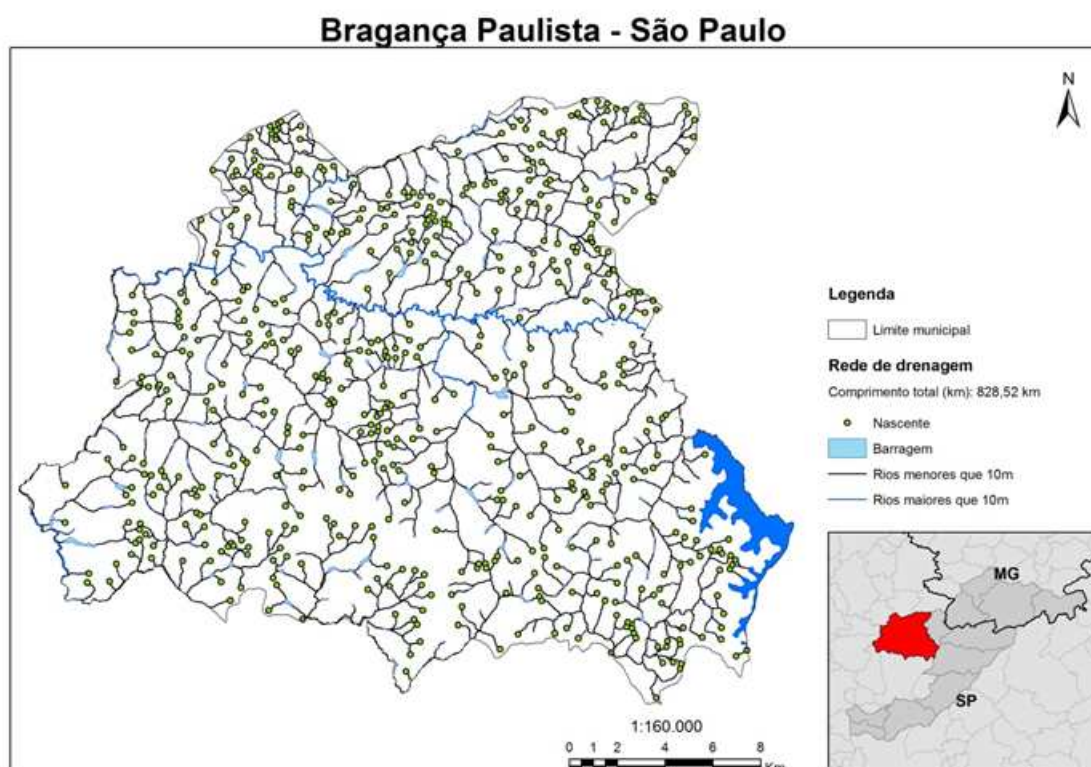 Bragança Paulista - São Paulo
N
Legenda
Limite municipal
Rede de drenagem
Comprimento total (km): 828,52 km
Nascente
Barragem
Rios menores que 10m
Rios maiores que 10m
MG
SP
1:160.000
0 1 2 4 6 8
Km